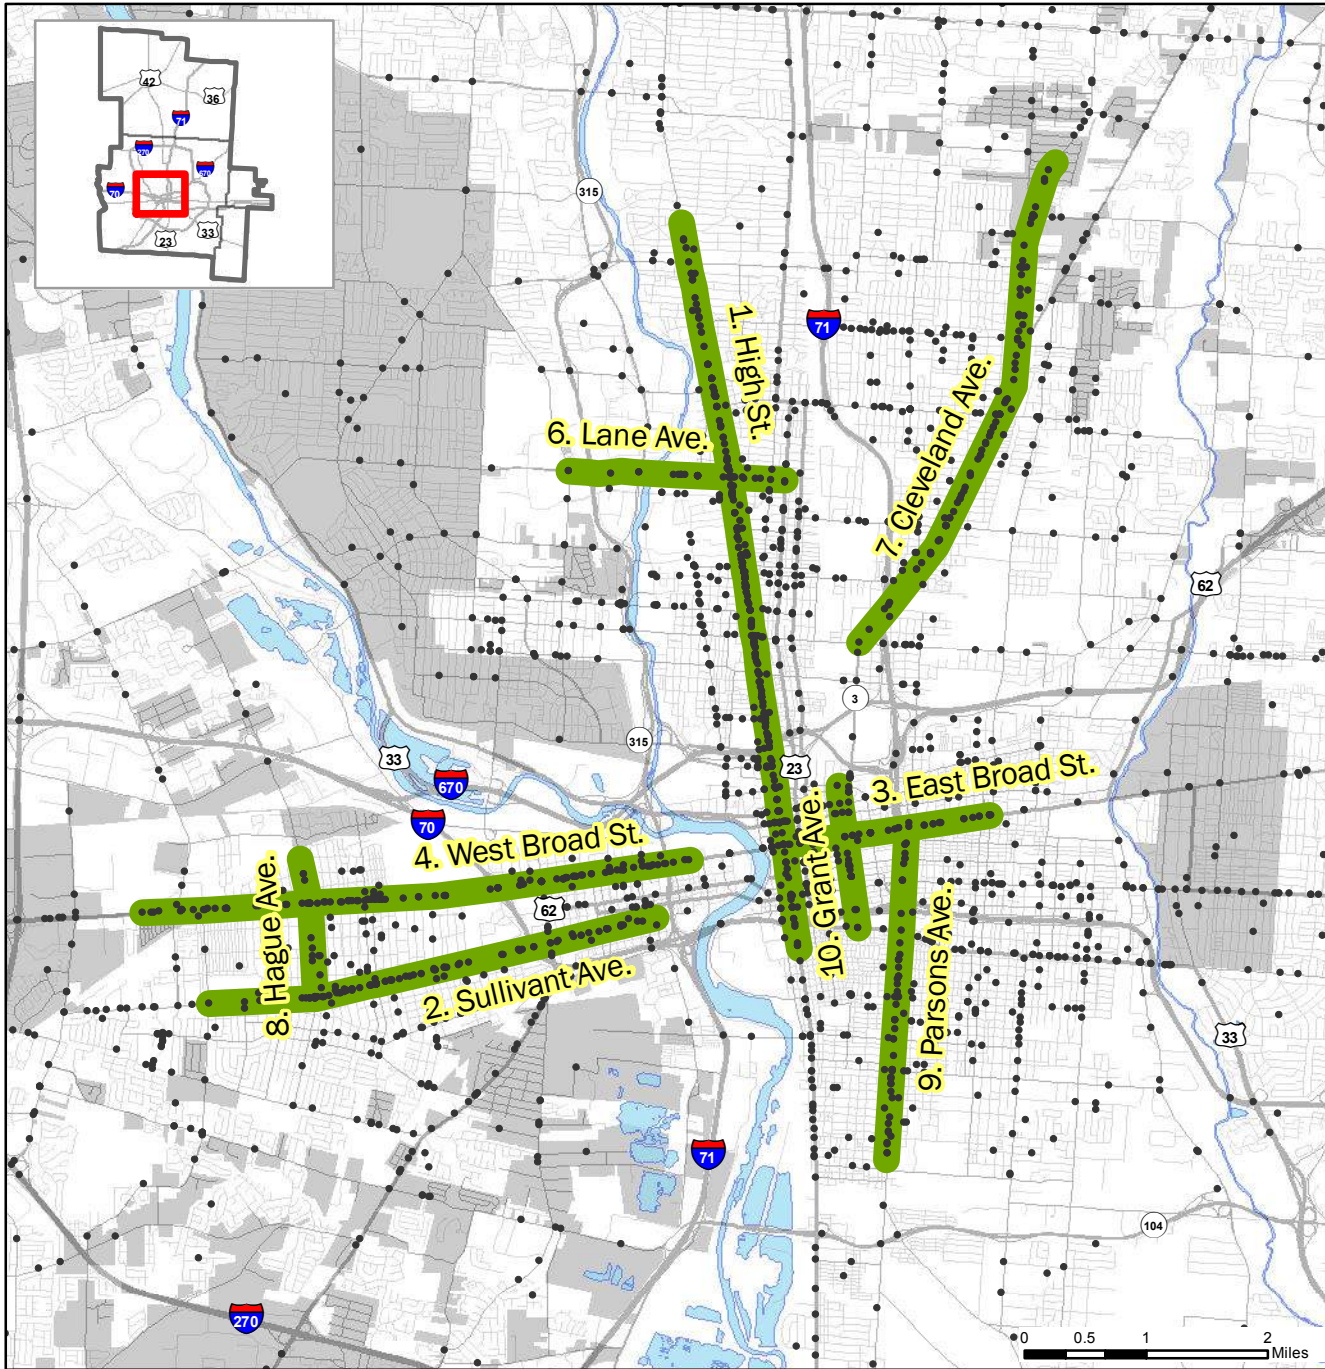 42
36
71
270
670
70
33
23
315
71
1. High St.
6. Lane Ave.
7. Cleveland Ave.
62
3
315
33
23
670
70
3. East Broad St.
10. Grant Ave.
4. West Broad St.
62
8. Hague Ave.
2. Sullivant Ave.
9. Parsons Ave.
33
71
104
270
0 0.5 1 2
Miles